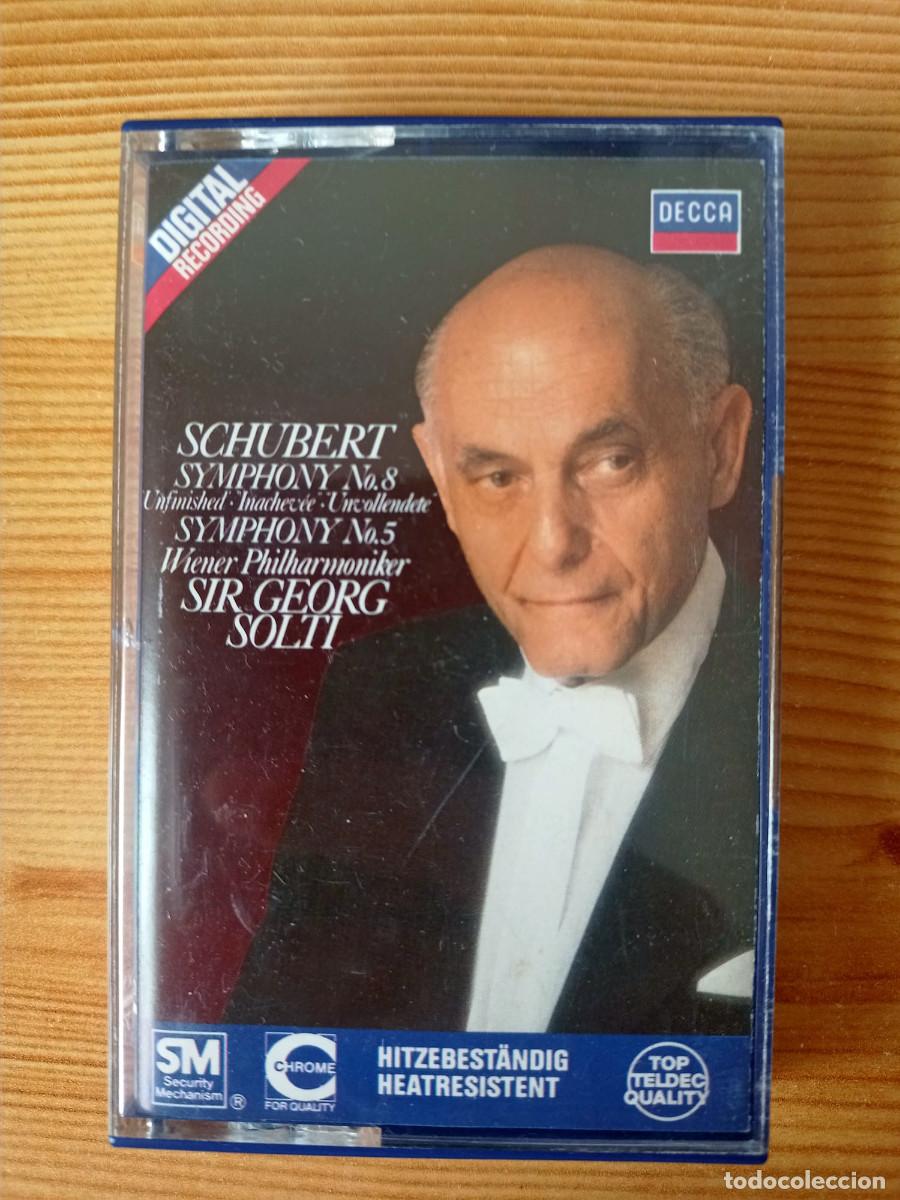 DIGITAL
RECORDING
DECCA
SCHUBERT
SYMPHONY No.8
"Unfinished"·"Inachevée"·"Unvollendete"
SYMPHONY No.5
Wiener Philharmoniker
SIR GEORG
SOLTI
SM
Security
Mechanism ®
CHROME
FOR QUALITY
HITZEBESTÄNDIG
HEATRESISTENT
TOP
TELDEC
QUALITY
todocoleccion